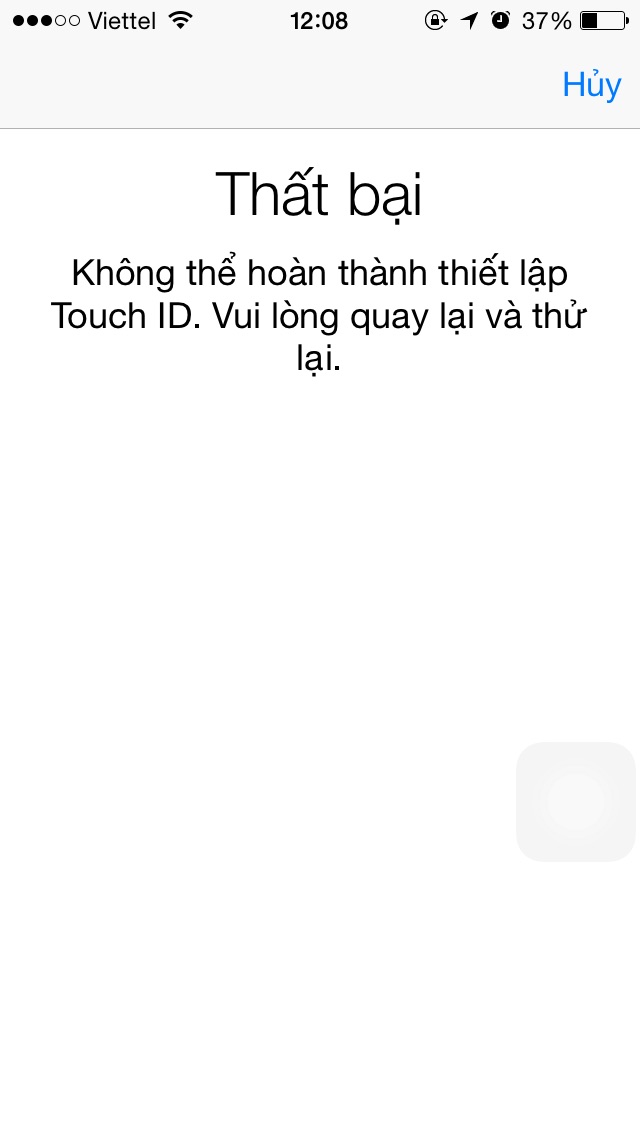 Viettel 12:08 37%
Hủy
Thất bại
Không thể hoàn thành thiết lập
Touch ID. Vui lòng quay lại và thử
lại.